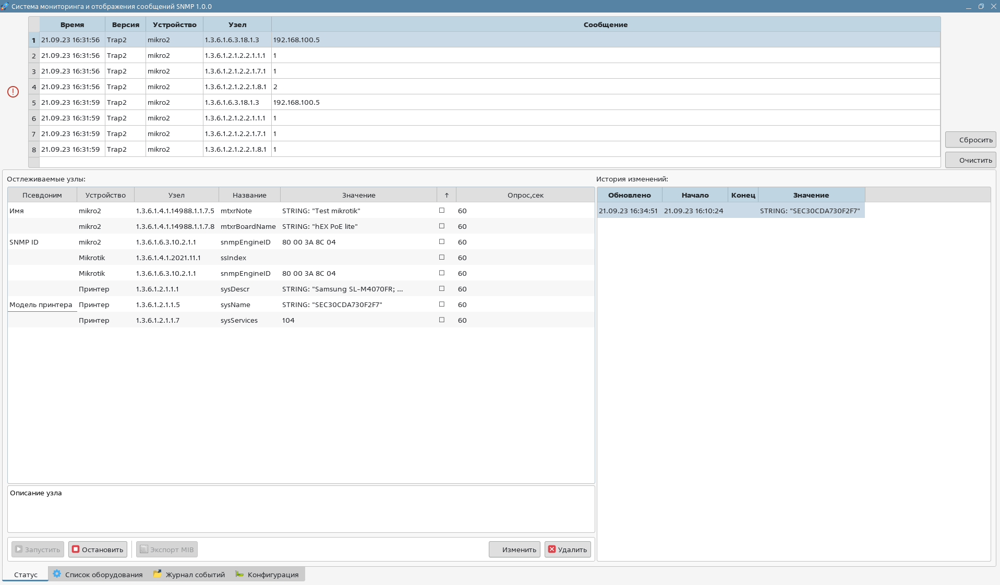 Система мониторинга и отображения сообщений SNMP 1.0.0
Время Версия Устройство Узел Сообщение
1 21.09.23 16:31:56 Trap2 mikro2 1.3.6.1.6.3.18.1.3 192.168.100.5
2 21.09.23 16:31:56 Trap2 mikro2 1.3.6.1.2.1.2.2.1.1.1 1
3 21.09.23 16:31:56 Trap2 mikro2 1.3.6.1.2.1.2.2.1.7.1 1
4 21.09.23 16:31:56 Trap2 mikro2 1.3.6.1.2.1.2.2.1.8.1 2
5 21.09.23 16:31:59 Trap2 mikro2 1.3.6.1.6.3.18.1.3 192.168.100.5
6 21.09.23 16:31:59 Trap2 mikro2 1.3.6.1.2.1.2.2.1.1.1 1
7 21.09.23 16:31:59 Trap2 mikro2 1.3.6.1.2.1.2.2.1.7.1 1
8 21.09.23 16:31:59 Trap2 mikro2 1.3.6.1.2.1.2.2.1.8.1 1
Сбросить
Очистить
Остлеживаемые узлы:
Псевдоним Устройство Узел Название Значение ↑ Опрос,сек
Имя mikro2 1.3.6.1.4.1.14988.1.1.7.5 mtxrNote STRING: "Test mikrotik" ☐ 60
mikro2 1.3.6.1.4.1.14988.1.1.7.8 mtxrBoardName STRING: "hEX PoE lite" ☐ 60
SNMP ID mikro2 1.3.6.1.6.3.10.2.1.1 snmpEngineID 80 00 3A 8C 04 ☐ 60
Mikrotik 1.3.6.1.4.1.2021.11.1 ssIndex ☐ 60
Mikrotik 1.3.6.1.6.3.10.2.1.1 snmpEngineID 80 00 3A 8C 04 ☐ 60
Принтер 1.3.6.1.2.1.1.1 sysDescr STRING: "Samsung SL-M4070FR; ... ☐ 60
Модель принтера Принтер 1.3.6.1.2.1.1.5 sysName STRING: "SEC30CDA730F2F7" ☐ 60
Принтер 1.3.6.1.2.1.1.7 sysServices 104 ☐ 60
История изменений:
Обновлено Начало Конец Значение
21.09.23 16:34:51 21.09.23 16:10:24 STRING: "SEC30CDA730F2F7"
Описание узла
Запустить Остановить Экспорт MIB Изменить Удалить
Статус Список оборудования Журнал событий Конфигурация